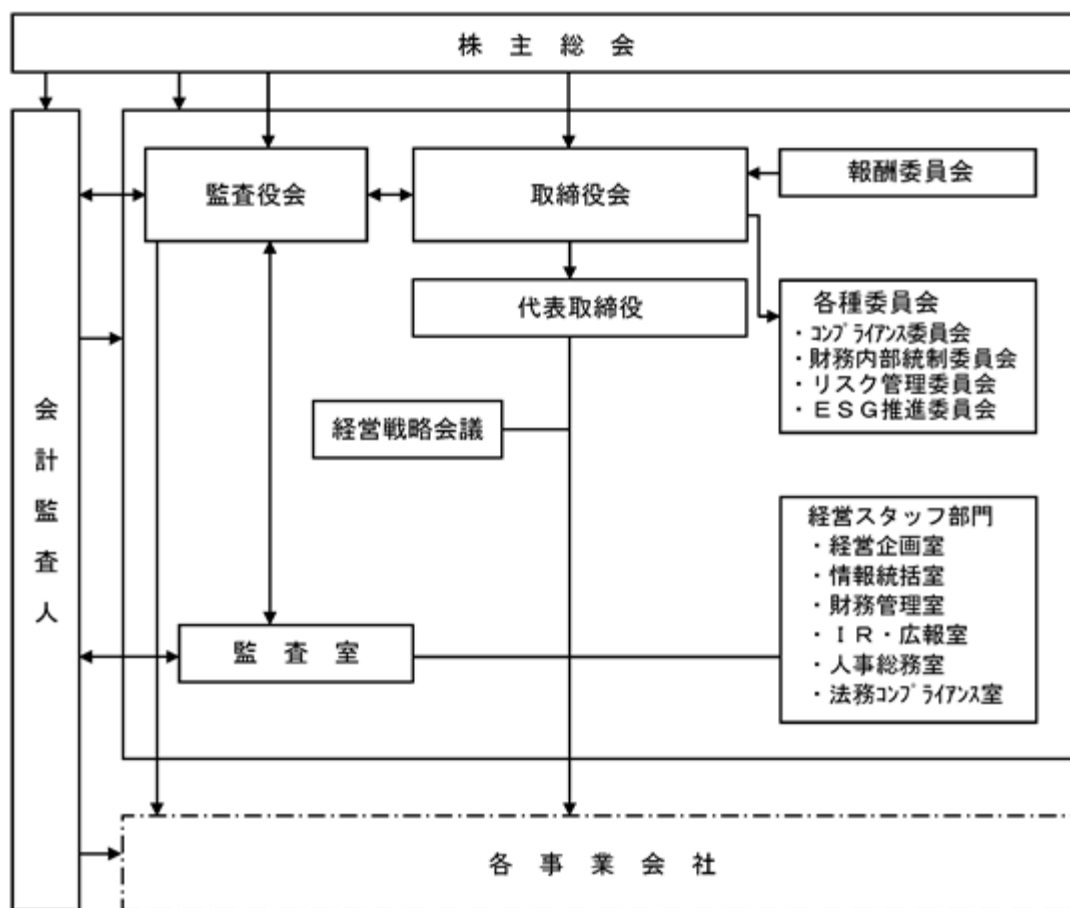 株主総会
監査役会
取締役会
報酬委員会
代表取締役
各種委員会
・コンプライアンス委員会
・財務内部統制委員会
・リスク管理委員会
・ESG推進委員会
経営戦略会議
会計監査人
経営スタッフ部門
・経営企画室
・情報統括室
・財務管理室
・IR・広報室
・人事総務室
・法務コンプライアンス室
監査室
各事業会社